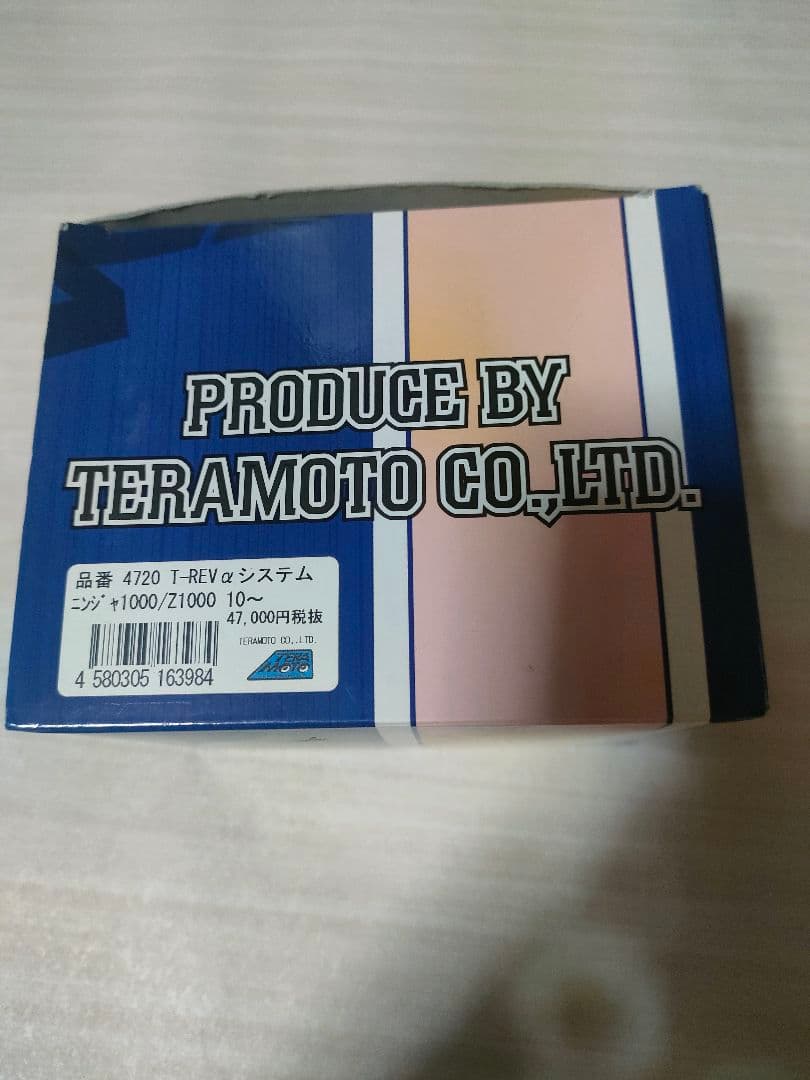 PRODUCE BY
TERAMOTO CO.,LTD.
品番 4720 T-REVαシステム
ニンジャ1000/Z1000 10～
47,000円税抜
TERAMOTO CO,.LTD.
TERA
MOTO
4 580305 163984